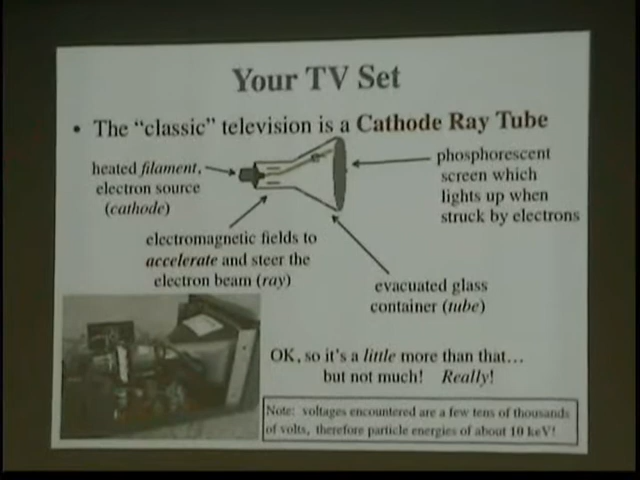 Your TV Set
• The "classic" television is a Cathode Ray Tube
heated filament,
electron source
(cathode)
phosphorescent
screen which
lights up when
struck by electrons
electromagnetic fields to
accelerate and steer the
electron beam (ray)
evacuated glass
container (tube)
OK, so it's a little more than that…
but not much! Really!
Note: voltages encountered are a few tens of thousands
of volts, therefore particle energies of about 10 keV!